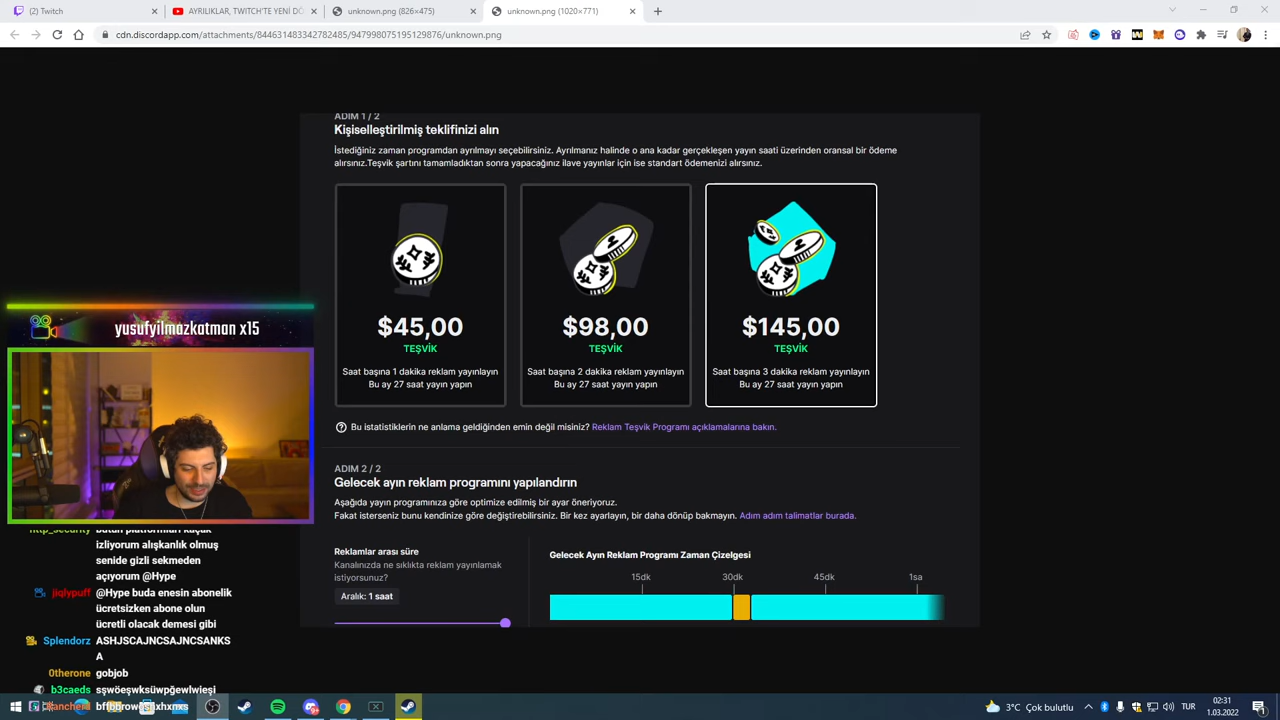 (2) Twitch
AYRILIKLAR, TWITCH'TE YENİ DÖ
unknown.png (826×475)
unknown.png (1020×771)
cdn.discordapp.com/attachments/844631483342782485/947998075195129876/unknown.png
ADIM 1 / 2
Kişiselleştirilmiş teklifinizi alın
İstediğiniz zaman programdan ayrılmayı seçebilirsiniz. Ayrılmanız halinde o ana kadar gerçekleşen yayın saati üzerinden oransal bir ödeme
alırsınız.Teşvik şartını tamamladıktan sonra yapacağınız ilave yayınlar için ise standart ödemenizi alırsınız.
$45,00
TEŞVİK
Saat başına 1 dakika reklam yayınlayın
Bu ay 27 saat yayın yapın
$98,00
TEŞVİK
Saat başına 2 dakika reklam yayınlayın
Bu ay 27 saat yayın yapın
$145,00
TEŞVİK
Saat başına 3 dakika reklam yayınlayın
Bu ay 27 saat yayın yapın
Bu istatistiklerin ne anlama geldiğinden emin değil misiniz? Reklam Teşvik Programı açıklamalarına bakın.
ADIM 2 / 2
Gelecek ayın reklam programını yapılandırın
Aşağıda yayın programınıza göre optimize edilmiş bir ayar öneriyoruz.
Fakat isterseniz bunu kendinize göre değiştirebilirsiniz. Bir kez ayarlayın, bir daha dönüp bakmayın. Adım adım talimatlar burada.
Reklamlar arası süre
Kanalınızda ne sıklıkta reklam yayınlamak
istiyorsunuz?
Aralık: 1 saat
Gelecek Ayın Reklam Programı Zaman Çizelgesi
15dk 30dk 45dk 1sa
yusufyilmazkatman x15
http_security bütün platformları kaçak
izliyorum alışkanlık olmuş
senide gizli sekmeden
açıyorum @Hype
jiqlypuff @Hype buda enesin abonelik
ücretsizken abone olun
ücretli olacak demesi gibi
Splendorz ASHJSCAJNCSAJNCSANKS
A
0therone gobjob
b3caeds sşwöeşwksüwpğewlwieşi
3°C Çok bulutlu
TUR
02:31
1.03.2022